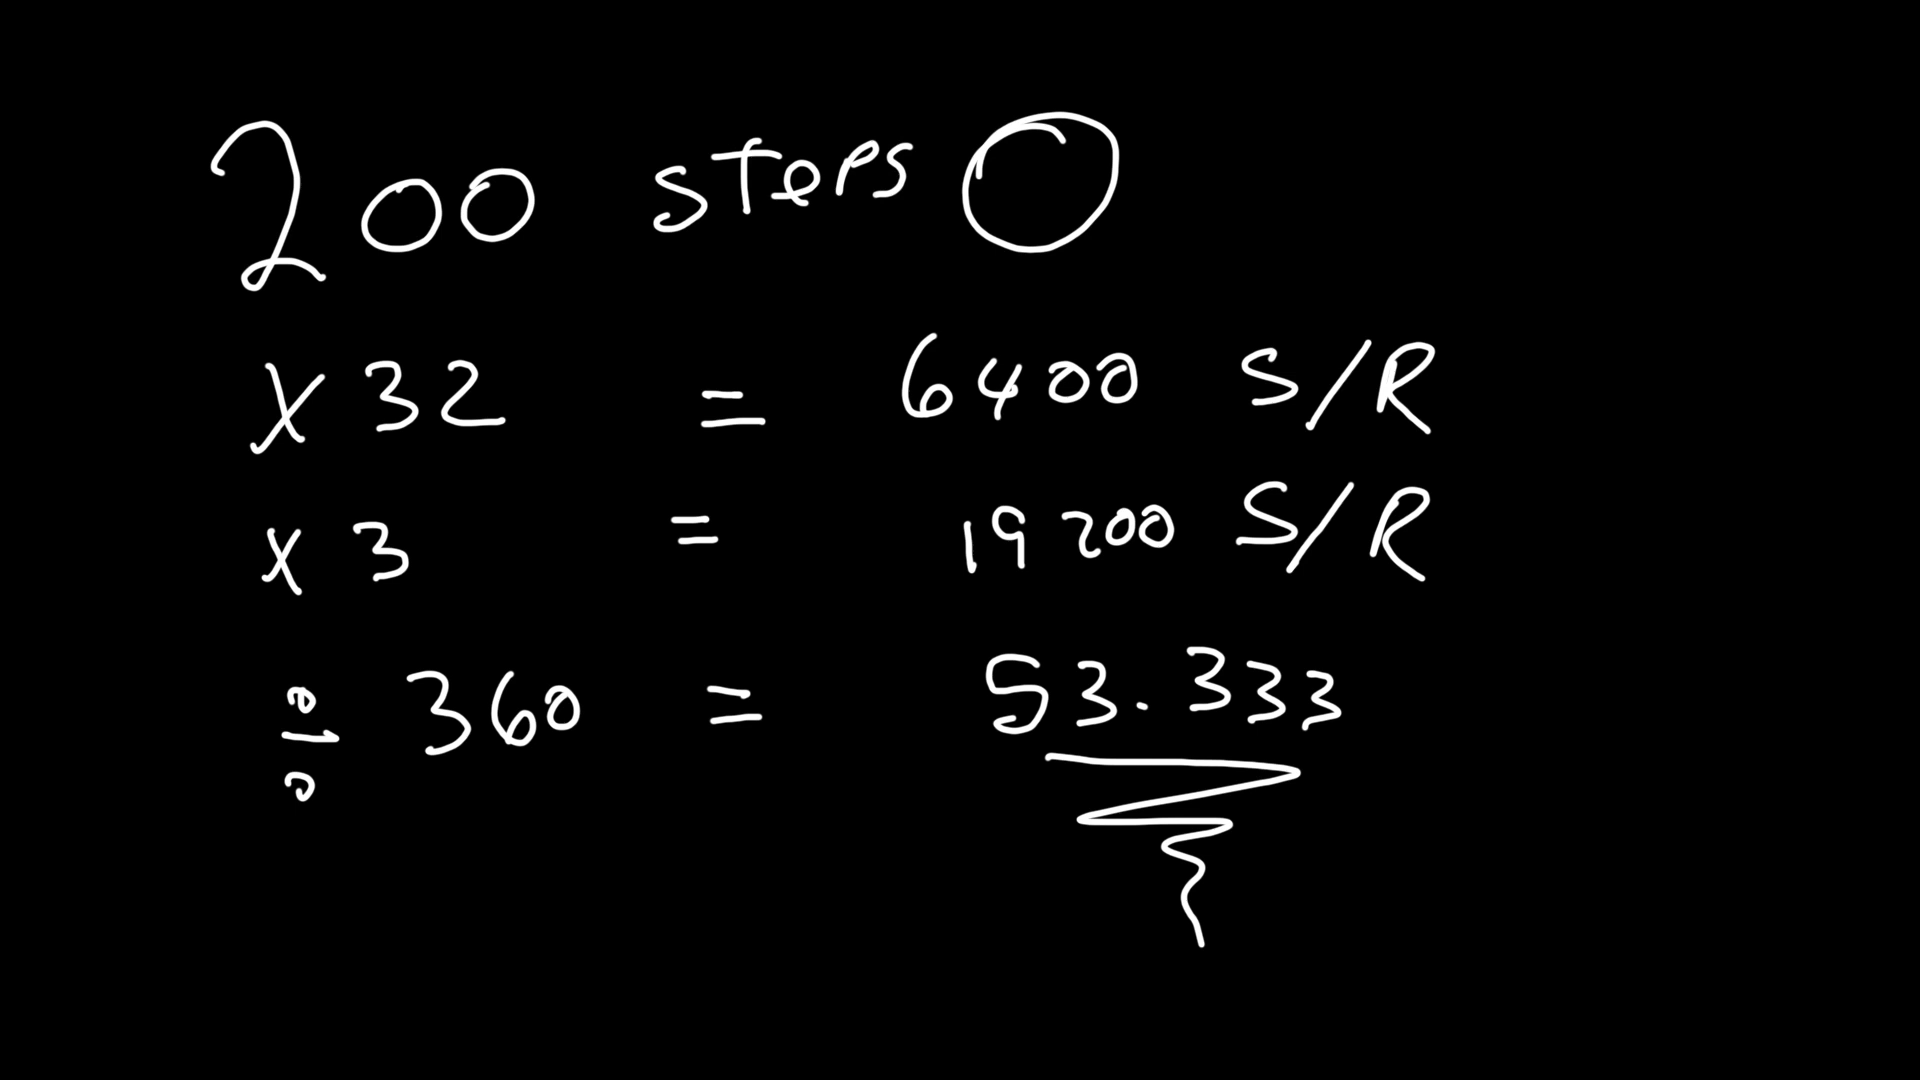 200 steps
x 32 = 6400 S/R
x 3 = 19200 S/R
÷ 360 = 53.333